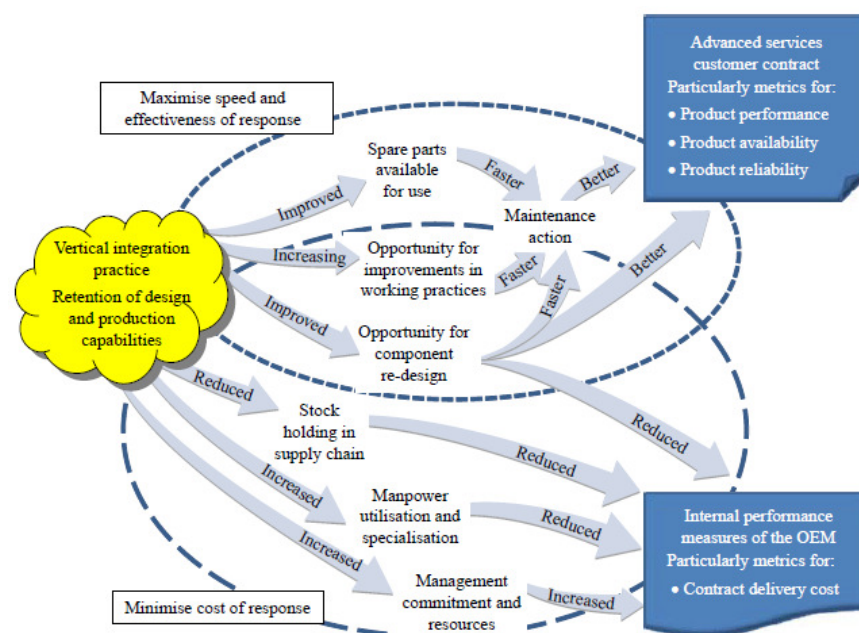 Advanced services
customer contract
Particularly metrics for:
● Product performance
● Product availability
● Product reliability
Maximise speed and
effectiveness of response
Spare parts
available
for use
Faster
Better
Improved
Maintenance
action
Vertical integration
practice
Retention of design
and production
capabilities
Increasing
Opportunity for
improvements in
working practices
Faster
Faster
Better
Improved
Opportunity for
component
re-design
Reduced
Stock
holding in
supply chain
Reduced
Reduced
Increased
Manpower
utilisation and
specialisation
Reduced
Internal performance
measures of the OEM
Particularly metrics for:
● Contract delivery cost
Increased
Management
commitment and
resources
Increased
Minimise cost of response